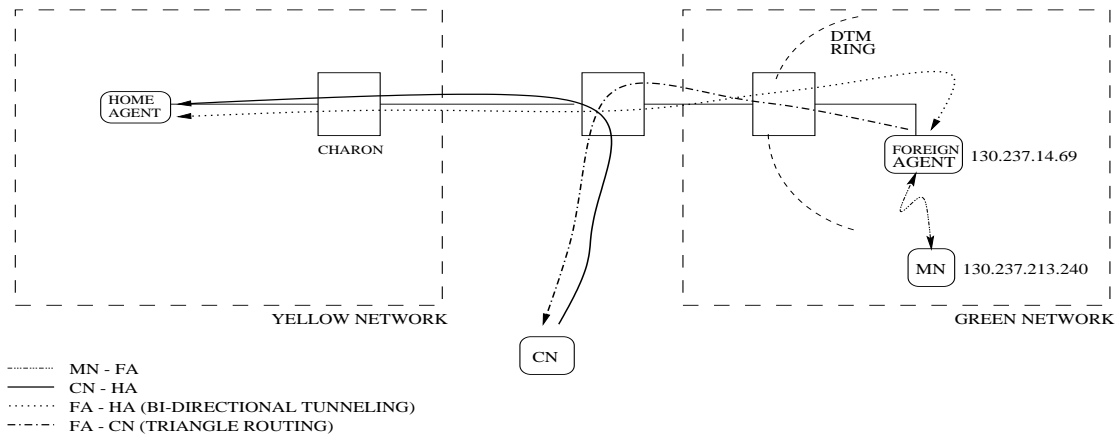 DTM
RING
HOME
AGENT
CHARON
FOREIGN
AGENT
130.237.14.69
MN
130.237.213.240
YELLOW NETWORK
GREEN NETWORK
CN
MN - FA
CN - HA
FA - HA (BI-DIRECTIONAL TUNNELING)
FA - CN (TRIANGLE ROUTING)